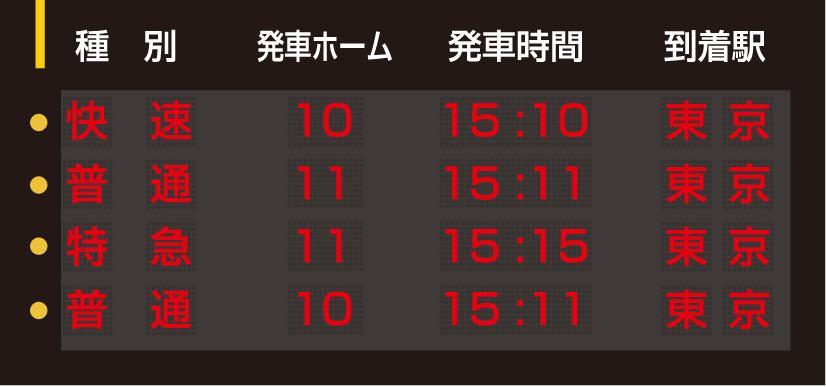 種別 発車ホーム 発車時間 到着駅
快速 10 15:10 東京
普通 11 15:11 東京
特急 11 15:15 東京
普通 10 15:11 東京